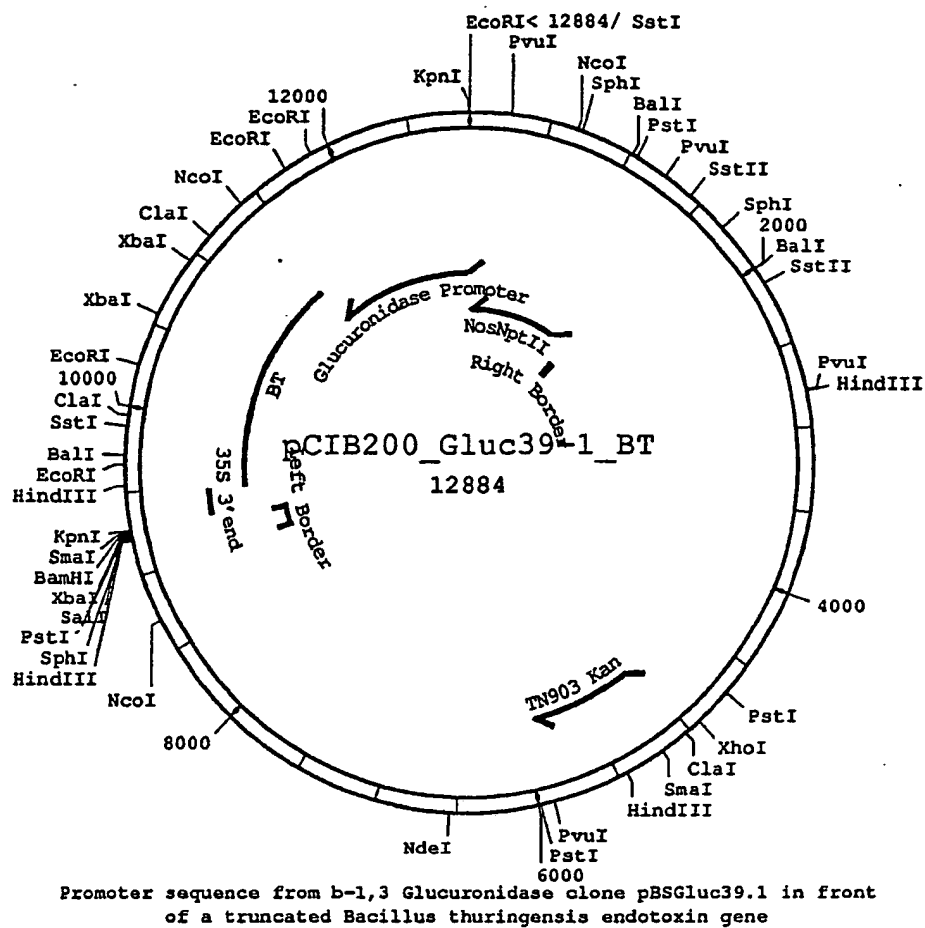 EcoRI< 12884/ SstI
PvuI
KpnI
NcoI
SphI
12000
EcoRI
BalI
PstI
EcoRI
PvuI
SstII
NcoI
SphI
ClaI
2000
XbaI
BalI
SstII
XbaI
Glucuronidase Promoter
NosNptII
EcoRI
Right Border
PvuI
10000
HindIII
BT
ClaI
SstI
pCIB200_Gluc39-1_BT
BalI
12884
EcoRI
HindIII
35S 3'end
Left Border
KpnI
SmaI
BamHI
XbaI
SalI
PstI
SphI
HindIII
4000
NcoI
TN903 Kan
PstI
8000
XhoI
ClaI
SmaI
HindIII
NdeI
PvuI
PstI
6000
Promoter sequence from b-1,3 Glucuronidase clone pBSGluc39.1 in front
of a truncated Bacillus thuringensis endotoxin gene